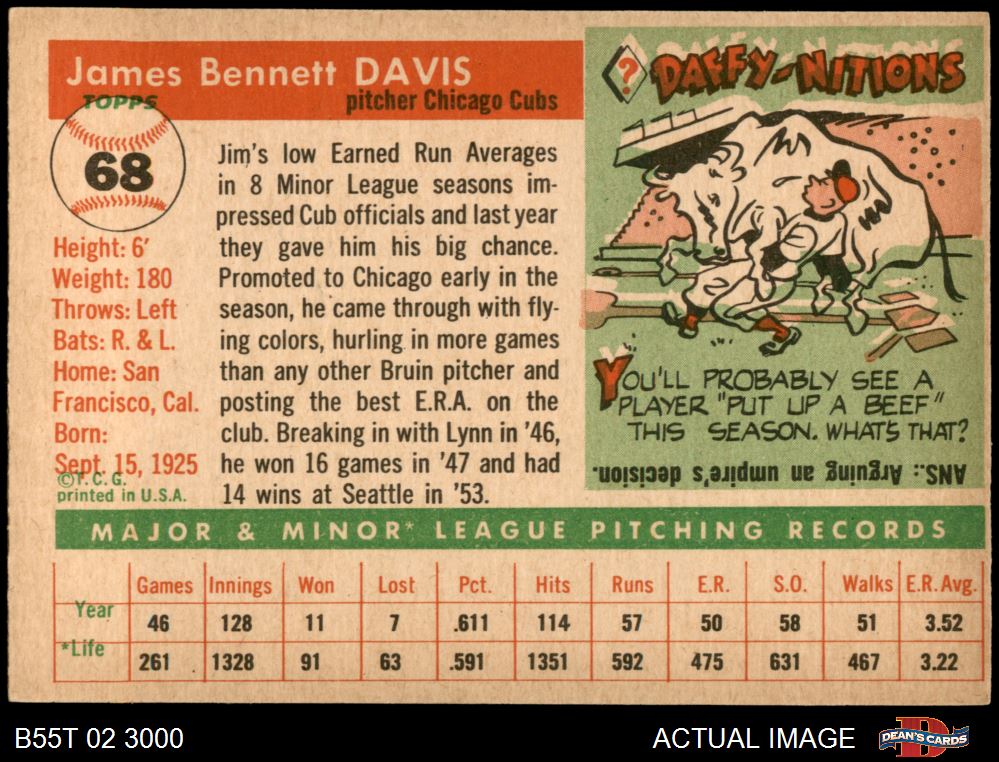 James Bennett DAVIS
pitcher Chicago Cubs
TOPPS
68
Height: 6'
Weight: 180
Throws: Left
Bats: R. & L.
Home: San
Francisco, Cal.
Born:
Sept. 15, 1925
©T. C. G.
printed in U.S.A.
Jim's low Earned Run Averages
in 8 Minor League seasons im-
pressed Cub officials and last year
they gave him his big chance.
Promoted to Chicago early in the
season, he came through with fly-
ing colors, hurling in more games
than any other Bruin pitcher and
posting the best E.R.A. on the
club. Breaking in with Lynn in '46,
he won 16 games in '47 and had
14 wins at Seattle in '53.
? DAFFY-NITIONS
YOU'LL PROBABLY SEE A
PLAYER "PUT UP A BEEF"
THIS SEASON. WHAT'S THAT?
ANS.: Arguing an umpire's decision.
MAJOR & MINOR* LEAGUE PITCHING RECORDS
Games Innings Won Lost Pct. Hits Runs E.R. S.O. Walks E.R. Avg.
Year 46 128 11 7 .611 114 57 50 58 51 3.52
*Life 261 1328 91 63 .591 1351 592 475 631 467 3.22
B55T 02 3000
ACTUAL IMAGE
D
DEAN'S CARDS